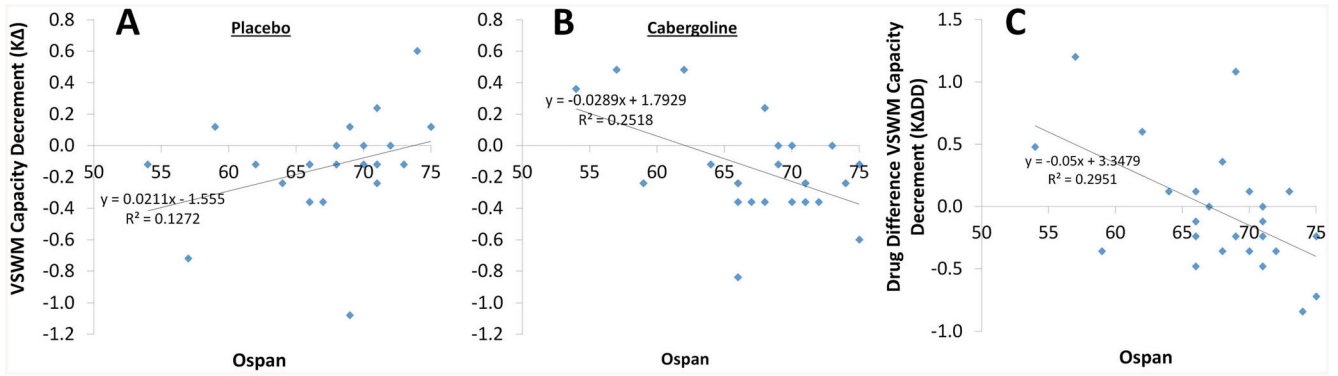 A
Placebo
VSWM Capacity Decrement (KΔ)
0.8
0.6
0.4
0.2
0.0
-0.2
-0.4
-0.6
-0.8
-1.0
-1.2
50 55 60 65 70 75
y = 0.0211x - 1.555
R² = 0.1272
Ospan
B
Cabergoline
0.8
0.6
0.4
0.2
0.0
-0.2
-0.4
-0.6
-0.8
-1.0
-1.2
50 55 60 65 70 75
y = -0.0289x + 1.7929
R² = 0.2518
Ospan
C
Drug Difference VSWM Capacity
Decrement (KΔDD)
1.5
1.0
0.5
0.0
-0.5
-1.0
50 55 60 65 70 75
y = -0.05x + 3.3479
R² = 0.2951
Ospan